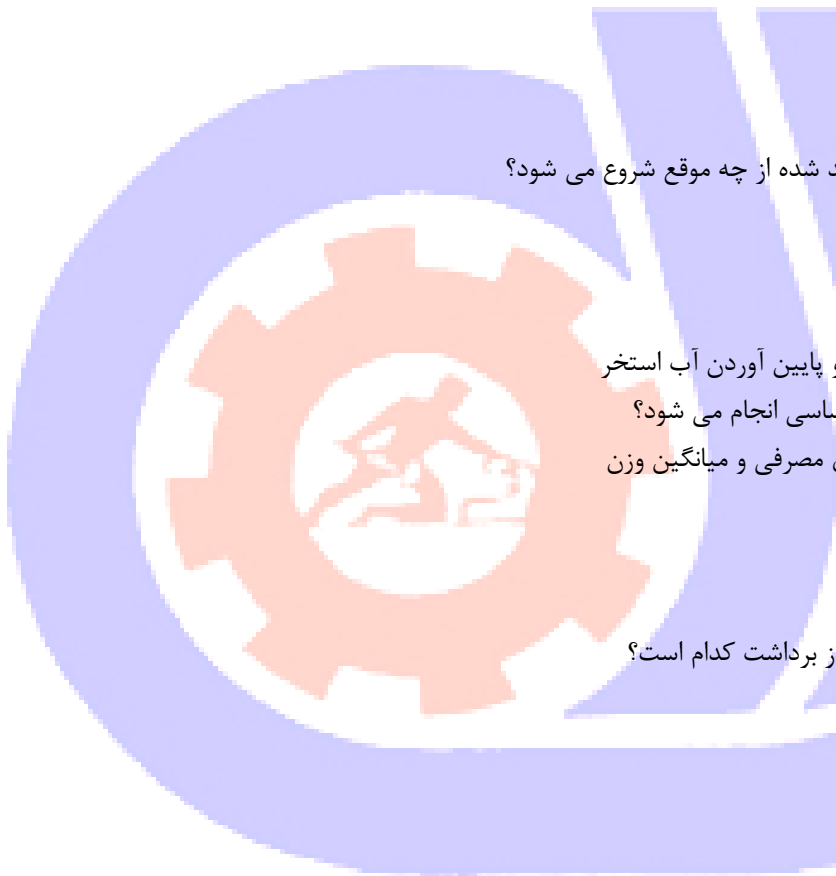 شده از چه موقع شروع می شود؟
و پایین آوردن آب استخر
انجام می شود؟
مصرفی و میانگین وزن
از برداشت کدام است؟